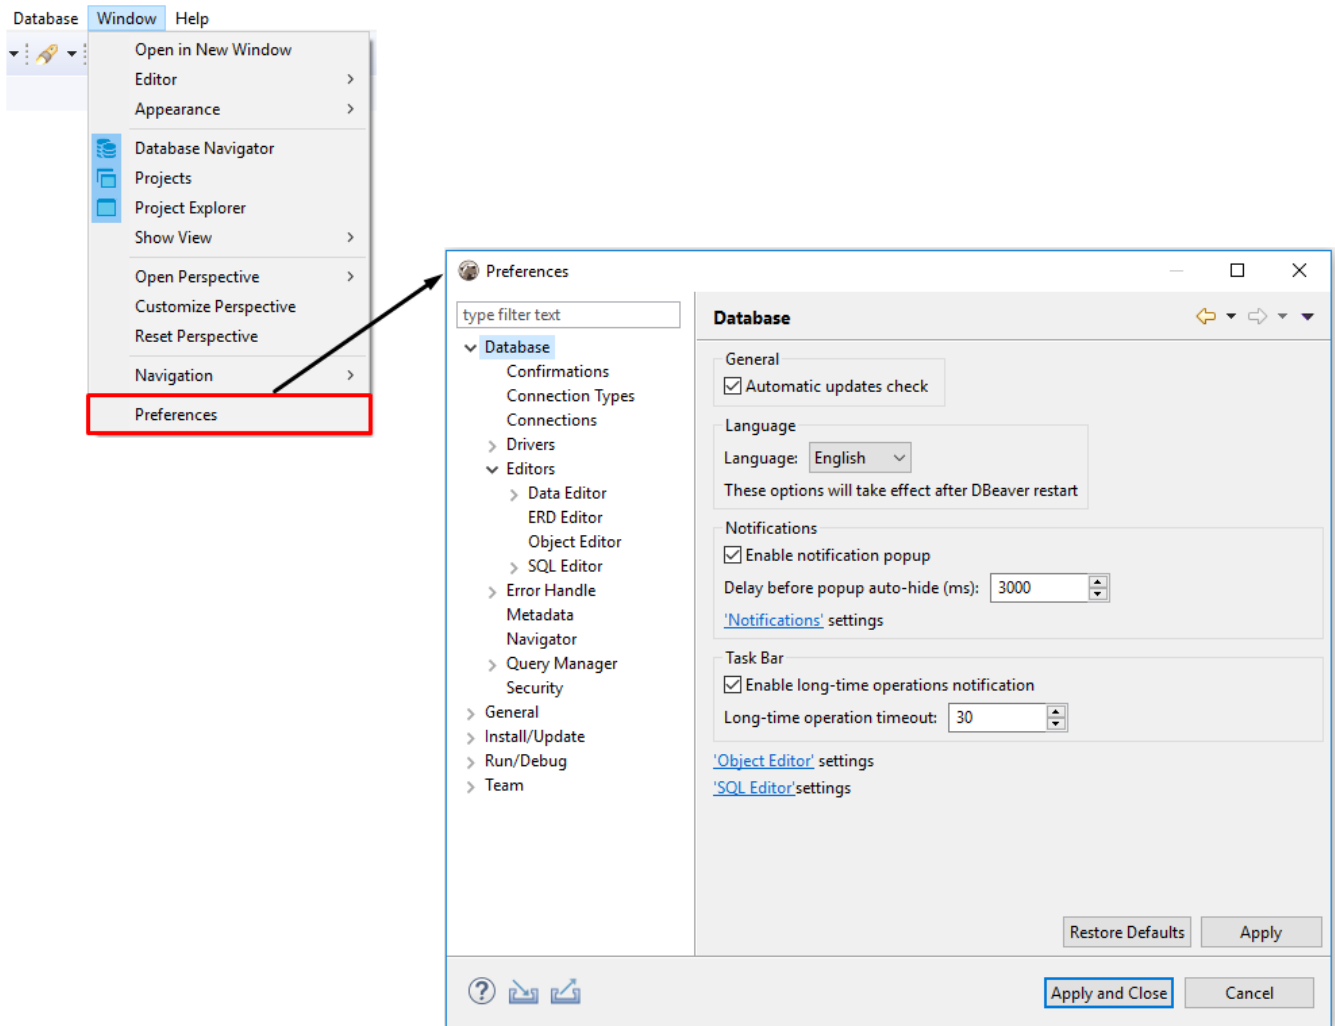 Database Window Help
Open in New Window
Editor
Appearance
Database Navigator
Projects
Project Explorer
Show View
Open Perspective
Customize Perspective
Reset Perspective
Navigation
Preferences
Preferences
type filter text
Database
Confirmations
Connection Types
Connections
Drivers
Editors
Data Editor
ERD Editor
Object Editor
SQL Editor
Error Handle
Metadata
Navigator
Query Manager
Security
General
Install/Update
Run/Debug
Team
Database
General
Automatic updates check
Language
Language: English
These options will take effect after DBeaver restart
Notifications
Enable notification popup
Delay before popup auto-hide (ms): 3000
'Notifications' settings
Task Bar
Enable long-time operations notification
Long-time operation timeout: 30
'Object Editor' settings
'SQL Editor'settings
Restore Defaults Apply
? Apply and Close Cancel